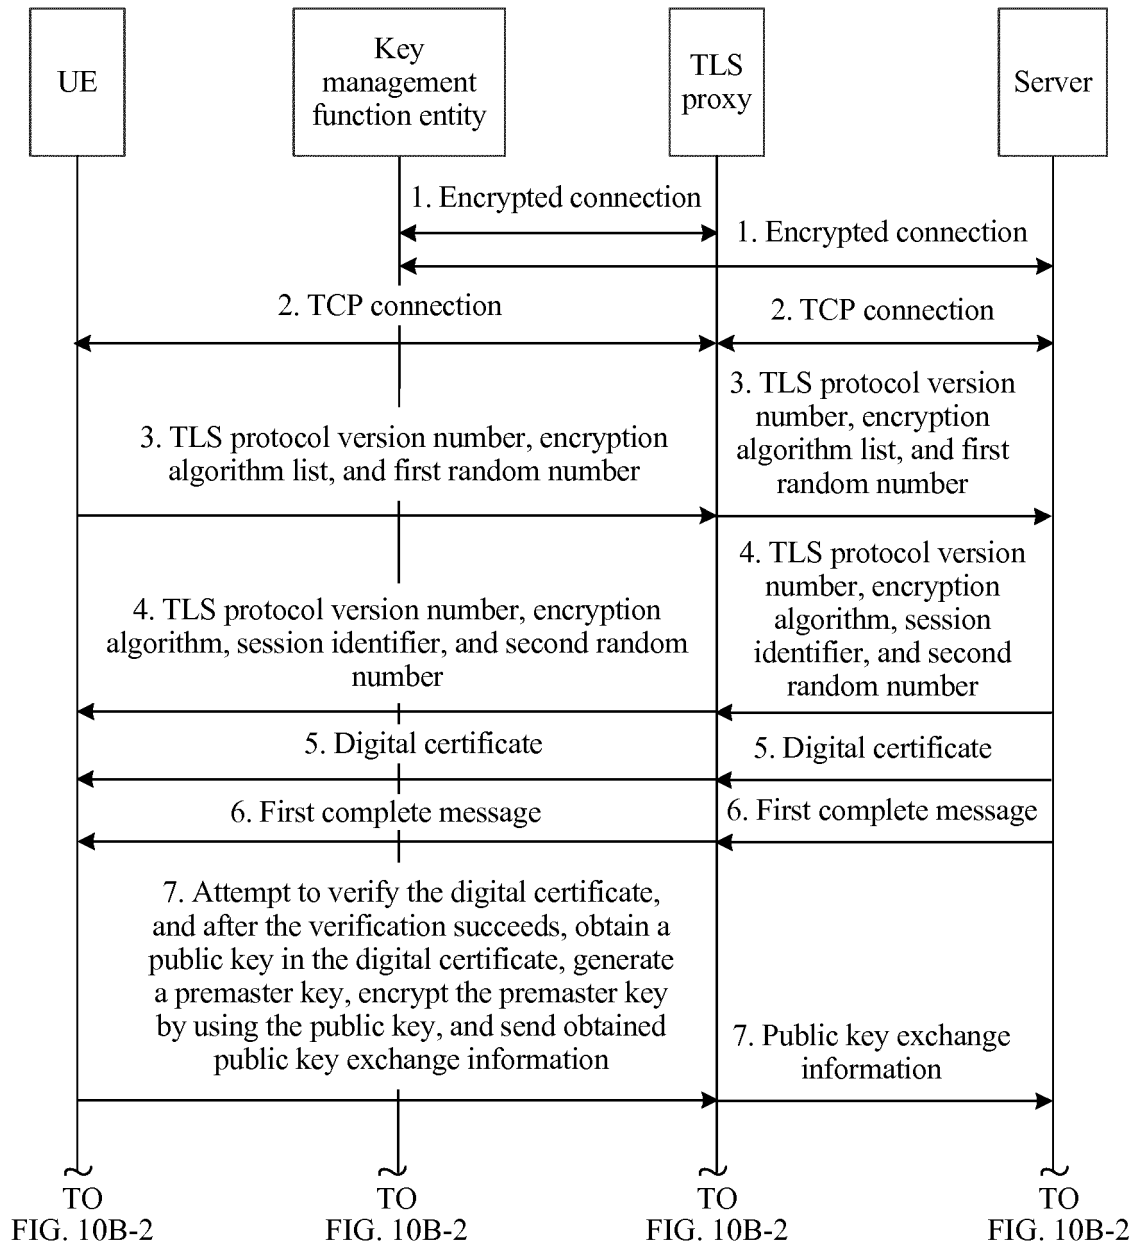 UE
Key
management
function entity
TLS
proxy
Server
1. Encrypted connection
1. Encrypted connection
2. TCP connection
2. TCP connection
3. TLS protocol version number, encryption
algorithm list, and first random number
3. TLS protocol version
number, encryption
algorithm list, and first
random number
4. TLS protocol version number, encryption
algorithm, session identifier, and second random
number
4. TLS protocol version
number, encryption
algorithm, session
identifier, and second
random number
5. Digital certificate
5. Digital certificate
6. First complete message
6. First complete message
7. Attempt to verify the digital certificate,
and after the verification succeeds, obtain a
public key in the digital certificate, generate
a premaster key, encrypt the premaster key
by using the public key, and send obtained
public key exchange information
7. Public key exchange
information
TO
FIG. 10B-2
TO
FIG. 10B-2
TO
FIG. 10B-2
TO
FIG. 10B-2